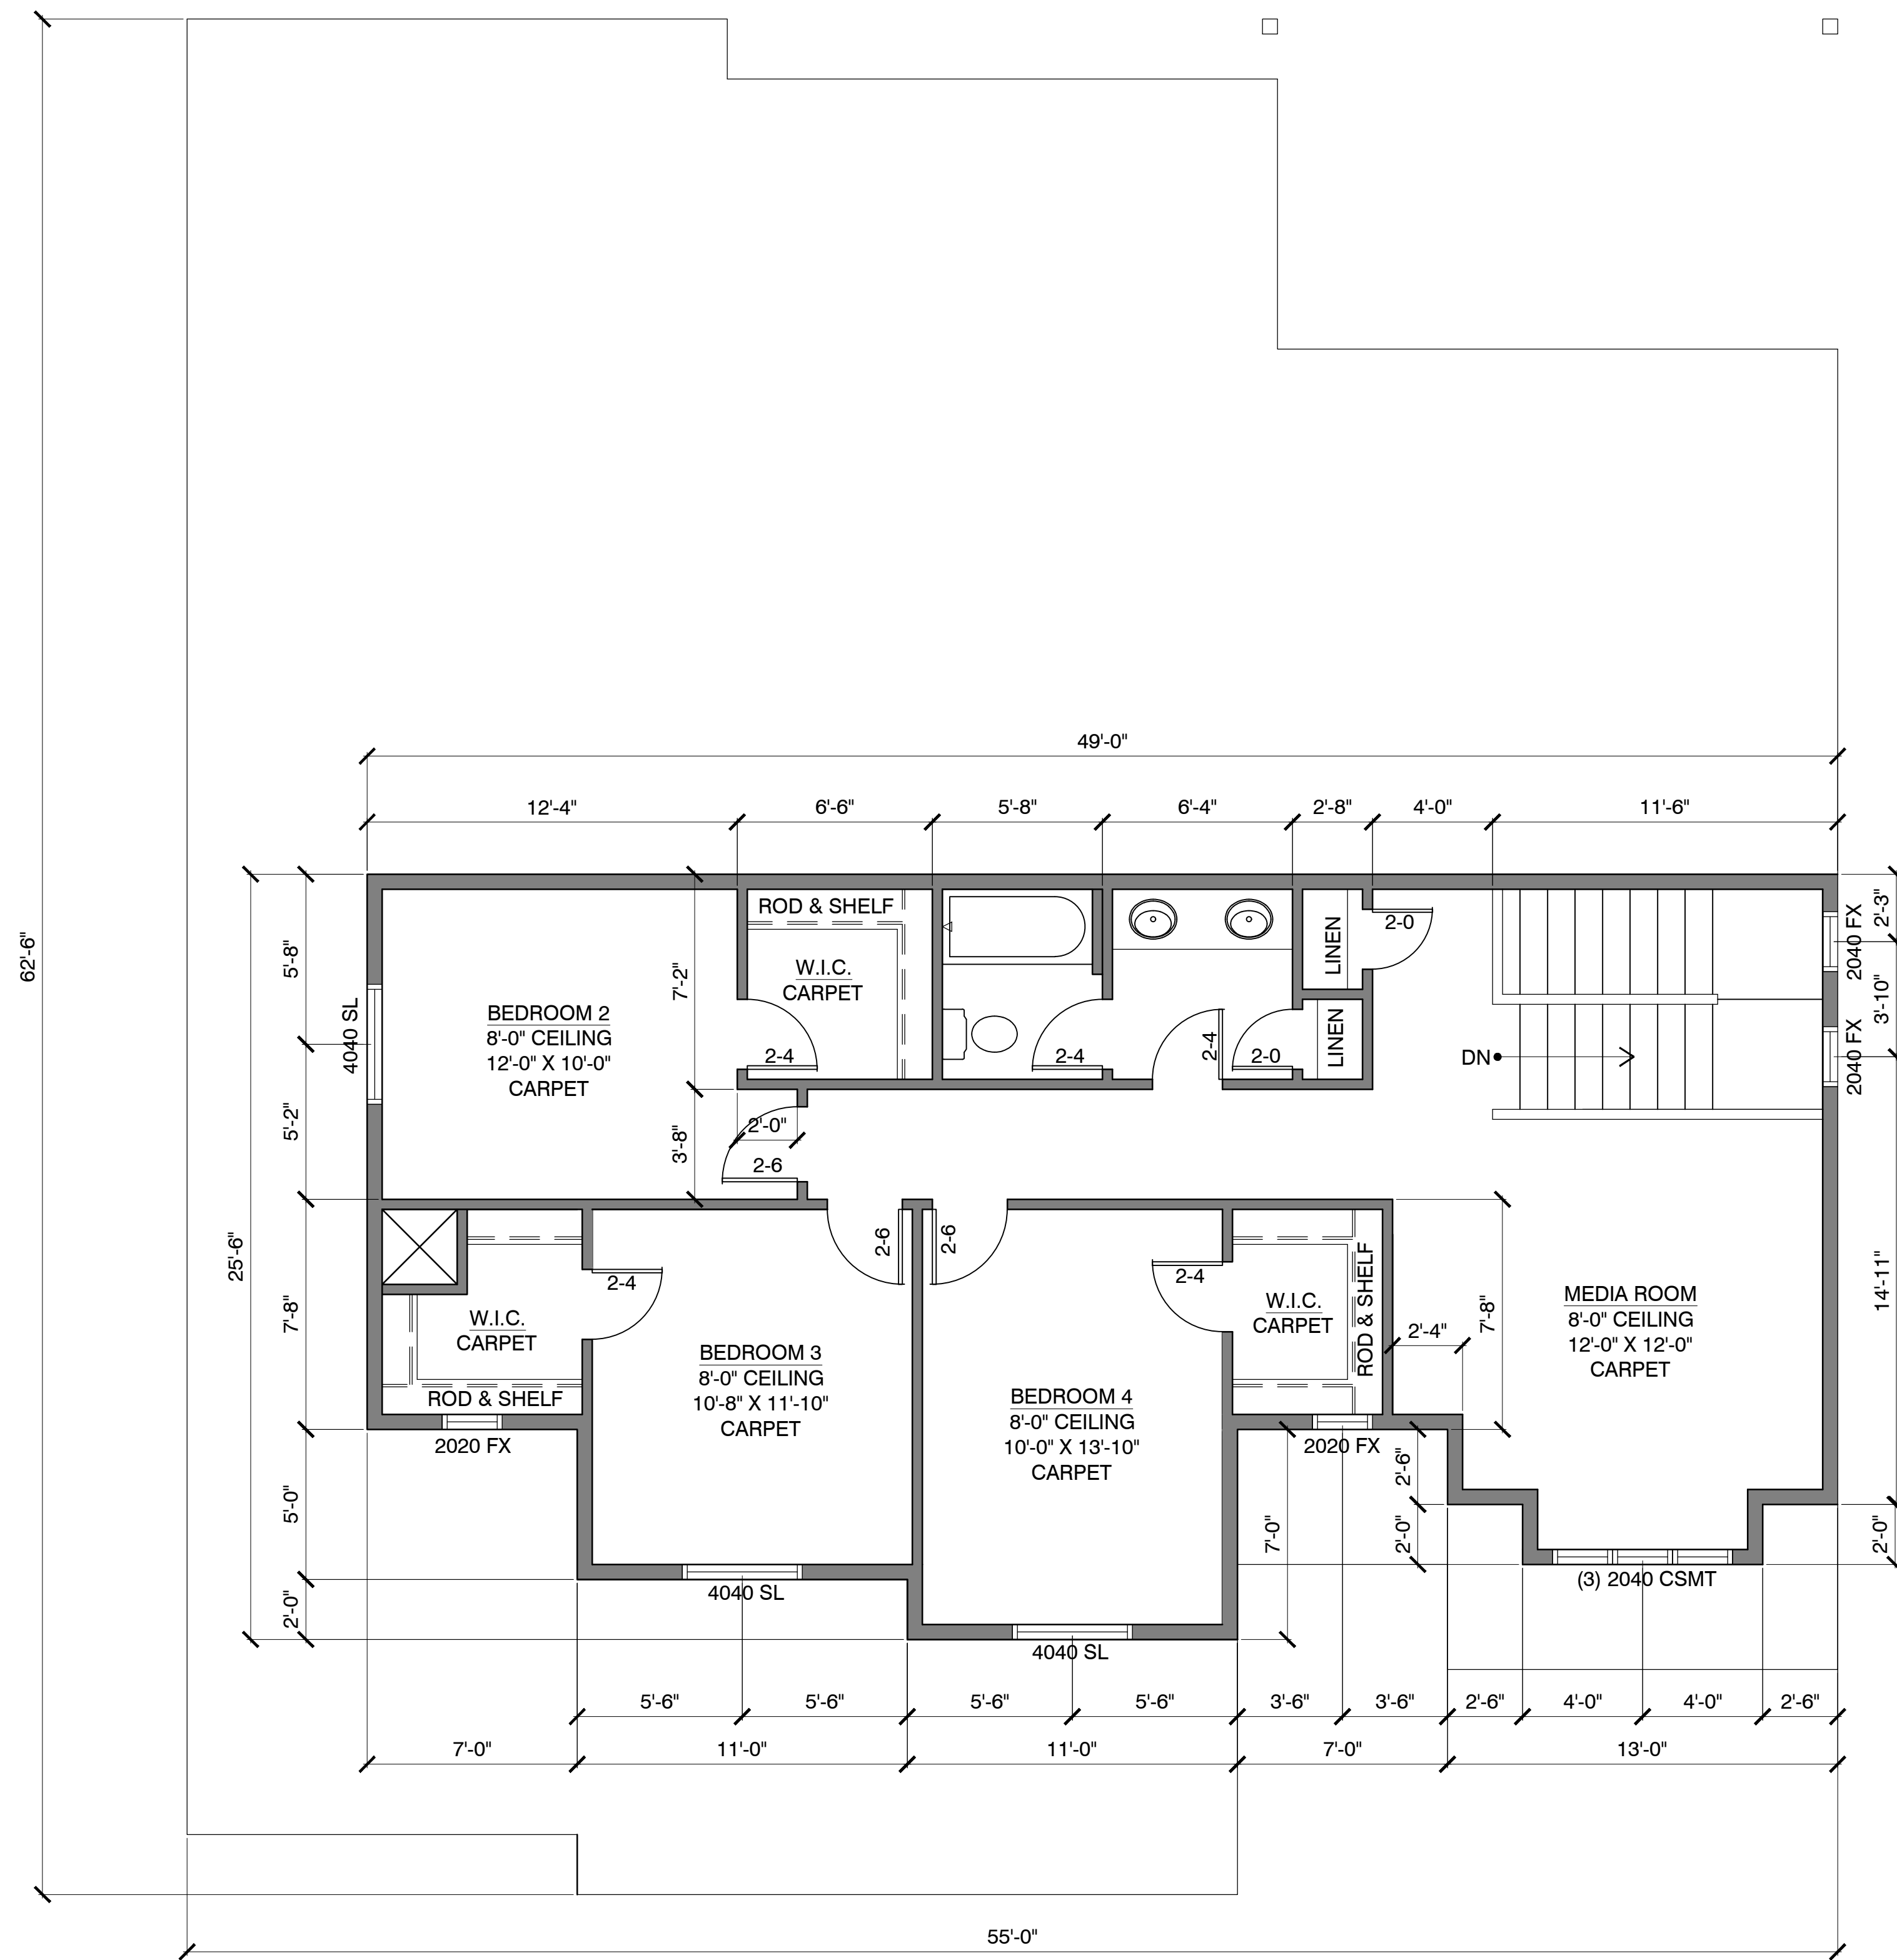 49'-0"
12'-4"
6'-6"
5'-8"
6'-4"
2'-8"
4'-0"
11'-6"
62'-6"
25'-6"
5'-8"
5'-2"
7'-8"
5'-0"
2'-0"
4040 SL
BEDROOM 2
8'-0" CEILING
12'-0" X 10'-0"
CARPET
7'-2"
3'-8"
ROD & SHELF
W.I.C.
CARPET
2-4
2'-0"
2-6
2-4
2-4
2-0
LINEN
LINEN
2-0
DN
2040 FX
2040 FX
2'-3"
3'-10"
14'-11"
2'-0"
2-6
2-6
2-4
W.I.C.
CARPET
ROD & SHELF
2020 FX
BEDROOM 3
8'-0" CEILING
10'-8" X 11'-10"
CARPET
4040 SL
BEDROOM 4
8'-0" CEILING
10'-0" X 13'-10"
CARPET
4040 SL
2-4
W.I.C.
CARPET
ROD & SHELF
2020 FX
2'-4"
7'-8"
MEDIA ROOM
8'-0" CEILING
12'-0" X 12'-0"
CARPET
2'-6"
2'-0"
7'-0"
(3) 2040 CSMT
5'-6"
5'-6"
5'-6"
5'-6"
3'-6"
3'-6"
2'-6"
4'-0"
4'-0"
2'-6"
7'-0"
11'-0"
11'-0"
7'-0"
13'-0"
55'-0"